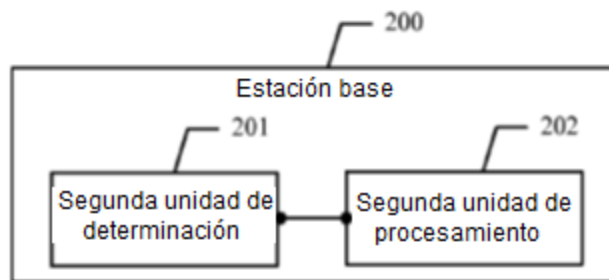 200
Estación base
201
202
Segunda unidad de
determinación
Segunda unidad de
procesamiento